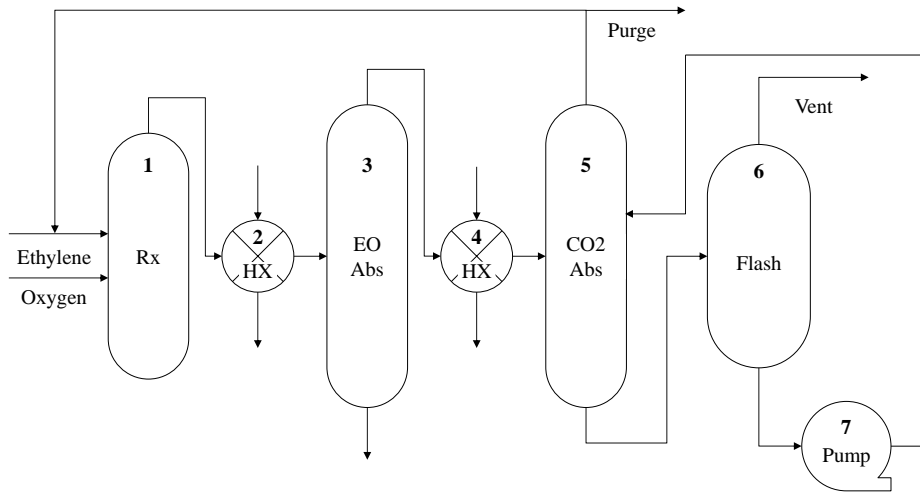 Purge
Vent
1
3
5
6
2
4
Ethylene
Rx
HX
EO
Abs
HX
CO2
Abs
Flash
Oxygen
7
Pump